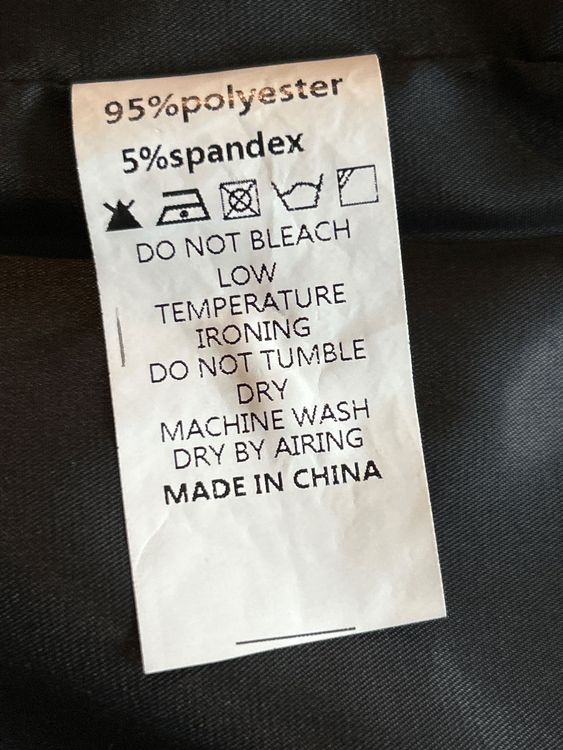 95%polyester
5%spandex
DO NOT BLEACH
LOW
TEMPERATURE
IRONING
DO NOT TUMBLE
DRY
MACHINE WASH
DRY BY AIRING
MADE IN CHINA